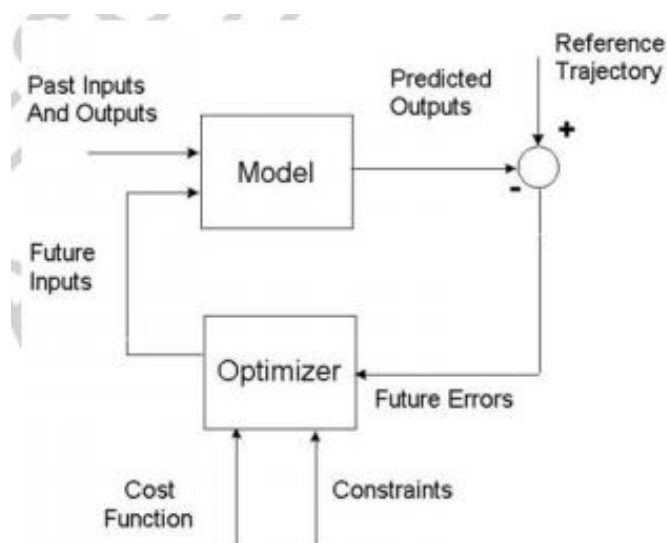 Past Inputs
And Outputs
Predicted
Outputs
Reference
Trajectory
+
-
Model
Future
Inputs
Optimizer
Future Errors
Cost
Function
Constraints